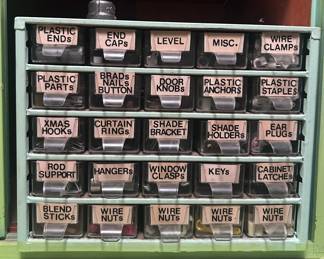 PLASTIC ENDs
END CAPs
LEVEL
MISC.
WIRE CLAMPs
PLASTIC PARTs
BRADs NAILs BUTTON
DOOR KNOBs
PLASTIC ANCHORs
PLASTIC STAPLEs
XMAS HOOKs
CURTAIN RINGs
SHADE BRACKET
SHADE HOLDERs
EAR PLUGs
ROD SUPPORT
HANGERs
WINDOW CLASPs
KEYs
CABINET LATCHEs
BLEND STICKs
WIRE NUTs
WIRE NUTs
WIRE NUTs
WIRE NUTs